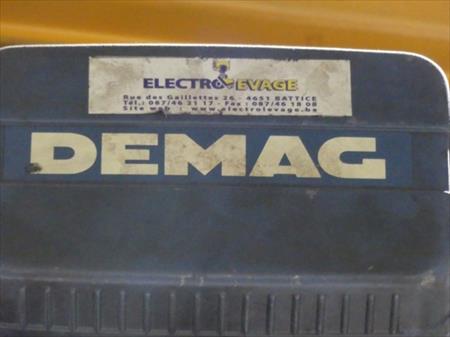 ELECTROLEVAGE
Rue des Gaillettes 26 - 4651 BATTICE
Tél.: 087/46 21 17 - Fax : 087/46 18 08
Site web : www.electrolevage.be
DEMAG